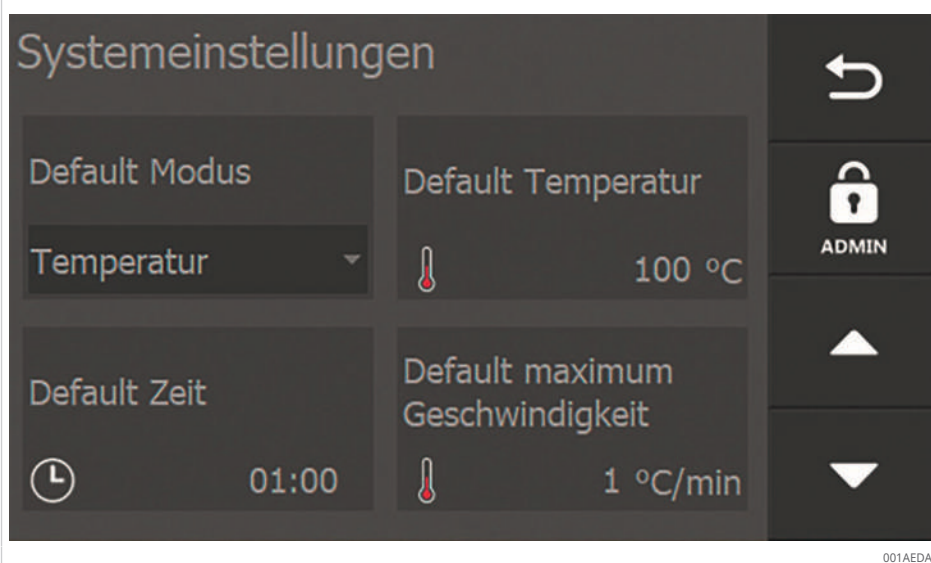 Systemeinstellungen
Default Modus
Temperatur
Default Temperatur
100 °C
Default Zeit
01:00
Default maximum
Geschwindigkeit
1 °C/min
ADMIN
001AEDA